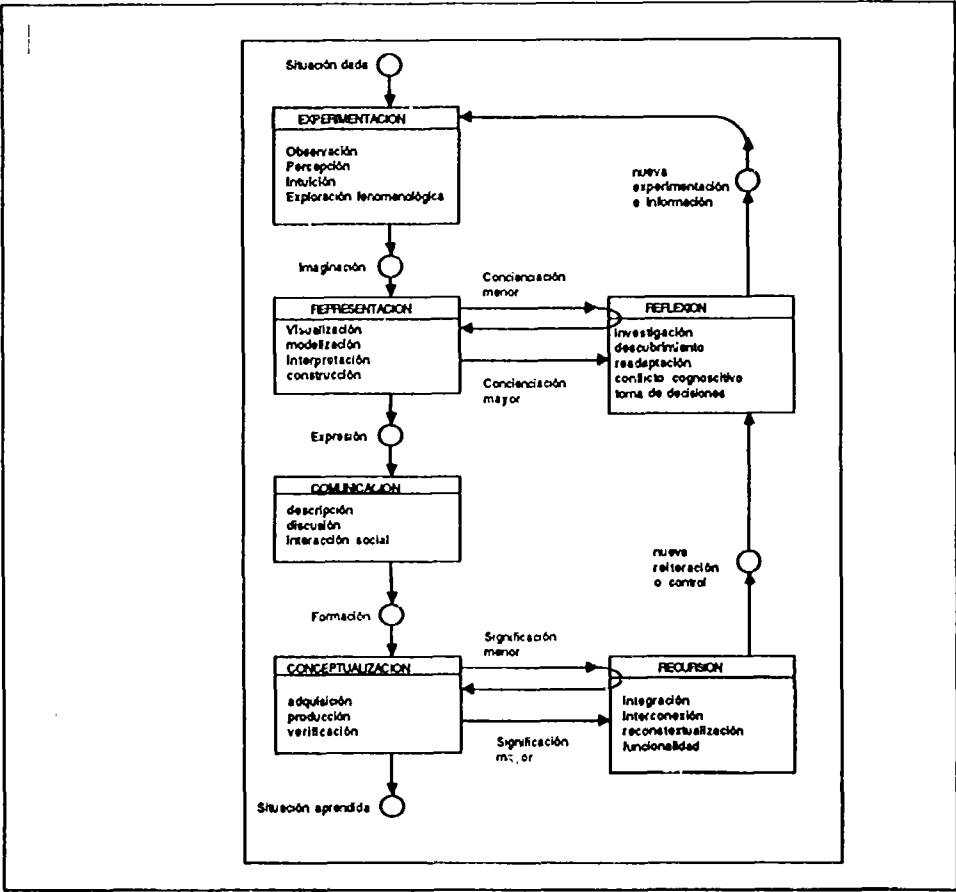 Situación dada
EXPERIMENTACION
Observación
Percepción
Intuición
Exploración fenomenológica
nueva
experimentación
e información
Imaginación
Concienciación
menor
REPRESENTACION
Visualización
modelización
Interpretación
construcción
REFLEXION
investigación
descubrimiento
readaptación
conflicto cognoscitivo
toma de decisiones
Concienciación
mayor
Expresión
COMUNICACION
descripción
discusión
Interacción social
nueva
reiteración
o control
Formación
Significación
menor
CONCEPTUALIZACION
adquisición
producción
verificación
RECURSION
Integración
Interconexión
reconstextualización
funcionalidad
Significación
mayor
Situación aprendida